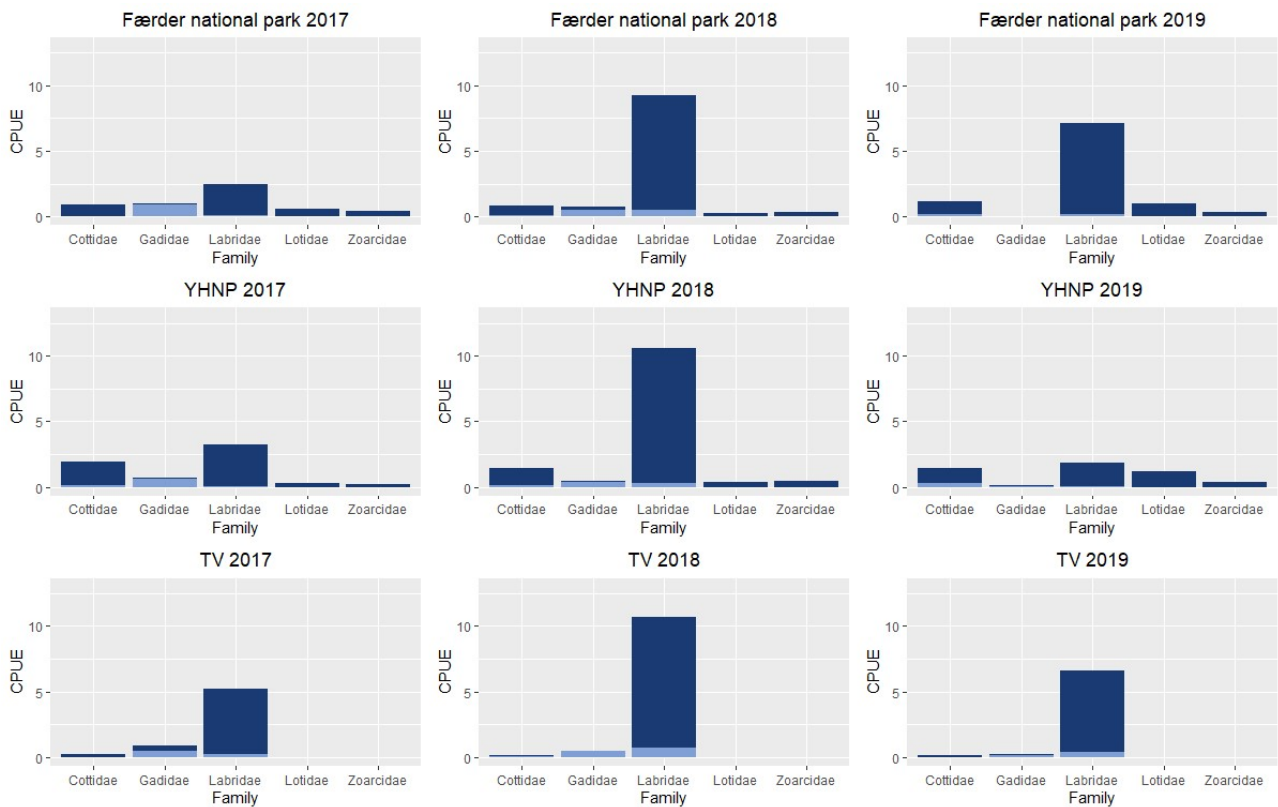 Færder national park 2017
CPUE
10
5
0
Cottidae Gadidae Labridae Lotidae Zoarcidae
Family
Færder national park 2018
CPUE
10
5
0
Cottidae Gadidae Labridae Lotidae Zoarcidae
Family
Færder national park 2019
CPUE
10
5
0
Cottidae Gadidae Labridae Lotidae Zoarcidae
Family
YHNP 2017
CPUE
10
5
0
Cottidae Gadidae Labridae Lotidae Zoarcidae
Family
YHNP 2018
CPUE
10
5
0
Cottidae Gadidae Labridae Lotidae Zoarcidae
Family
YHNP 2019
CPUE
10
5
0
Cottidae Gadidae Labridae Lotidae Zoarcidae
Family
TV 2017
CPUE
10
5
0
Cottidae Gadidae Labridae Lotidae Zoarcidae
Family
TV 2018
CPUE
10
5
0
Cottidae Gadidae Labridae Lotidae Zoarcidae
Family
TV 2019
CPUE
10
5
0
Cottidae Gadidae Labridae Lotidae Zoarcidae
Family